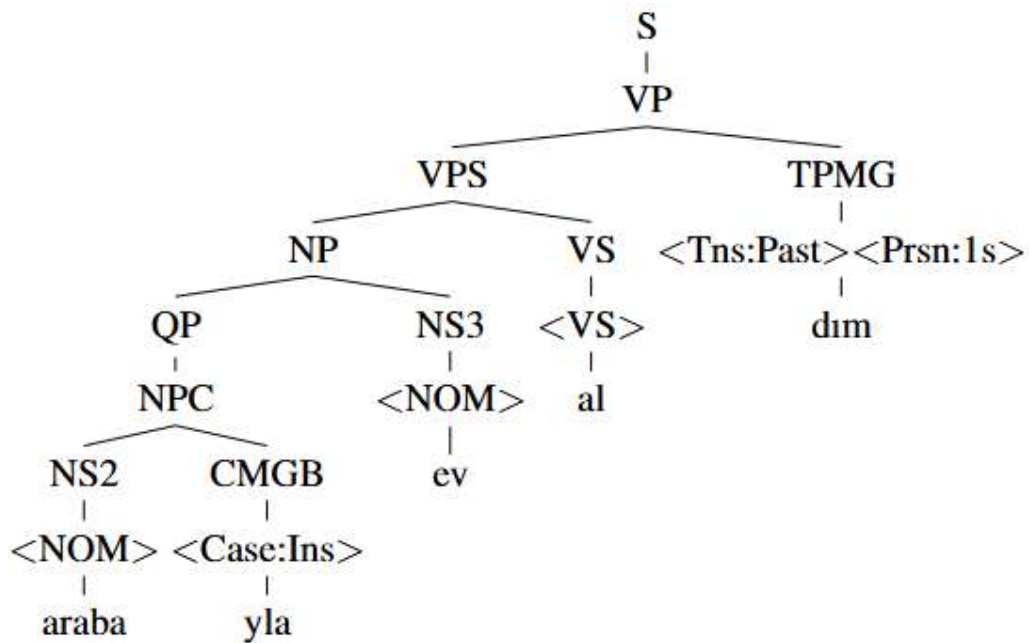 S
VP
VPS TPMG
NP VS <Tns:Past><Prsn:1s>
QP NS3 <VS> dım
NPC <NOM> al
NS2 CMGB ev
<NOM> <Case:Ins>
araba yla